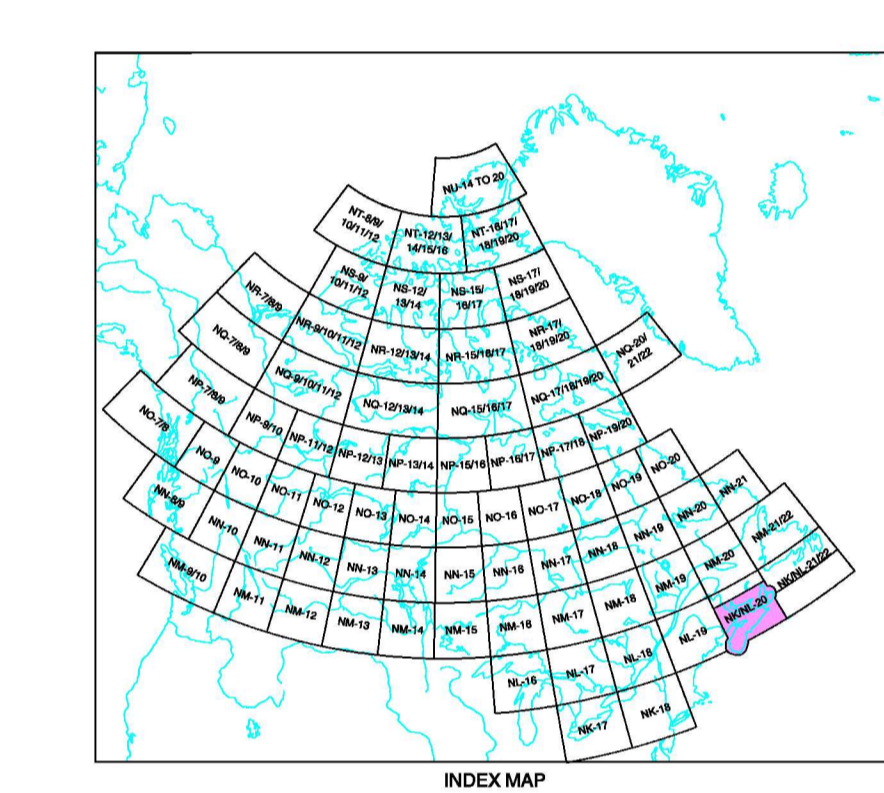 NU-14 TO 20
NT-8/9/
10/11/12
NT-12/13/
14/15/16
NT-16/17/
18/19/20
NS-9/
10/11/12
NS-12/
13/14
NS-15/
16/17
NS-17/
18/19/20
NR-7/8/9
NR-9/10/11/12
NR-12/13/14
NR-15/16/17
NR-17/
18/19/20
NQ-20/
21/22
NQ-7/8/9
NQ-9/10/11/12
NQ-12/13/14
NQ-15/16/17
NQ-17/18/19/20
NP-7/8/9
NP-9/10
NP-11/12
NP-12/13
NP-13/14
NP-15/16
NP-16/17
NP-17/18
NP-19/20
NO-7/8
NO-9
NO-10
NO-11
NO-12
NO-13
NO-14
NO-15
NO-16
NO-17
NO-18
NO-19
NO-20
NN-8/9
NN-10
NN-11
NN-12
NN-13
NN-14
NN-15
NN-16
NN-17
NN-18
NN-19
NN-20
NN-21
NM-9/10
NM-11
NM-12
NM-13
NM-14
NM-15
NM-16
NM-17
NM-18
NM-19
NM-20
NM-21/22
NL-16
NL-17
NL-18
NL-19
NK/NL-20
NK/NL-21/22
NK-17
NK-18
INDEX MAP